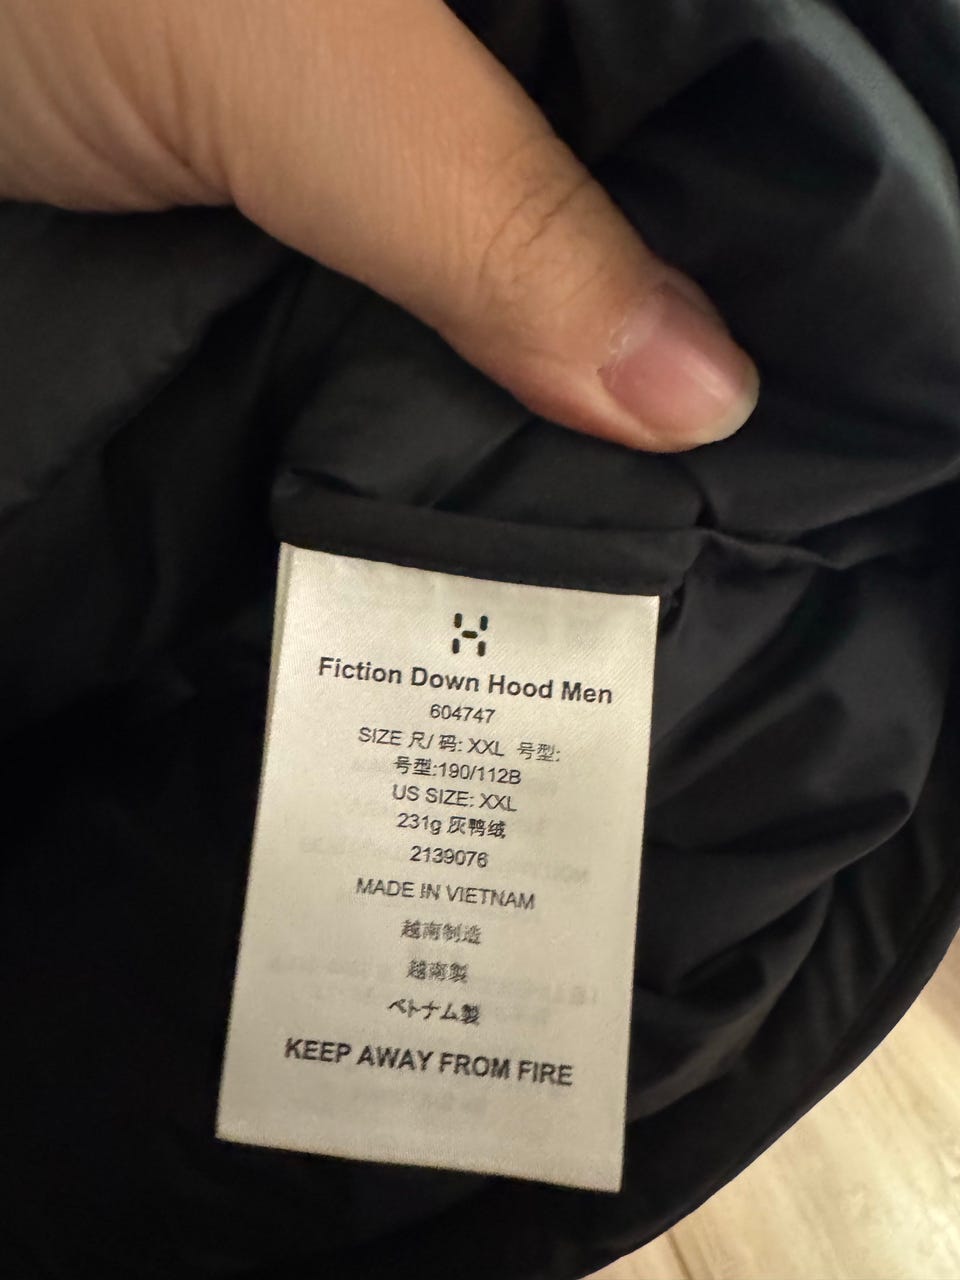 Fiction Down Hood Men
604747
SIZE 尺/ 码: XXL 号型:
号型:190/112B
US SIZE: XXL
231g 灰鸭绒
2139076
MADE IN VIETNAM
越南制造
越南製
ベトナム製
KEEP AWAY FROM FIRE